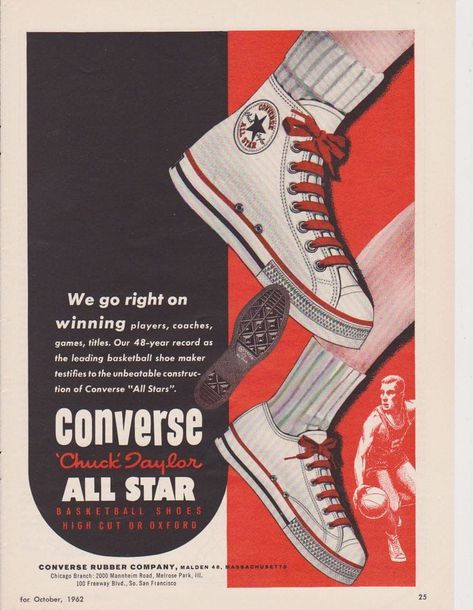 CONVERSE
ALL STAR
We go right on
winning players, coaches,
games, titles. Our 48-year record as
the leading basketball shoe maker
testifies to the unbeatable construc-
tion of Converse "All Stars".
converse
'Chuck' Taylor
ALL STAR
BASKETBALL SHOES
HIGH CUT OR OXFORD
CONVERSE RUBBER COMPANY, MALDEN 48, MASSACHUSETTS
Chicago Branch: 2000 Mannheim Road, Melrose Park, Ill.
100 Freeway Blvd., So. San Francisco
for October, 1962
25